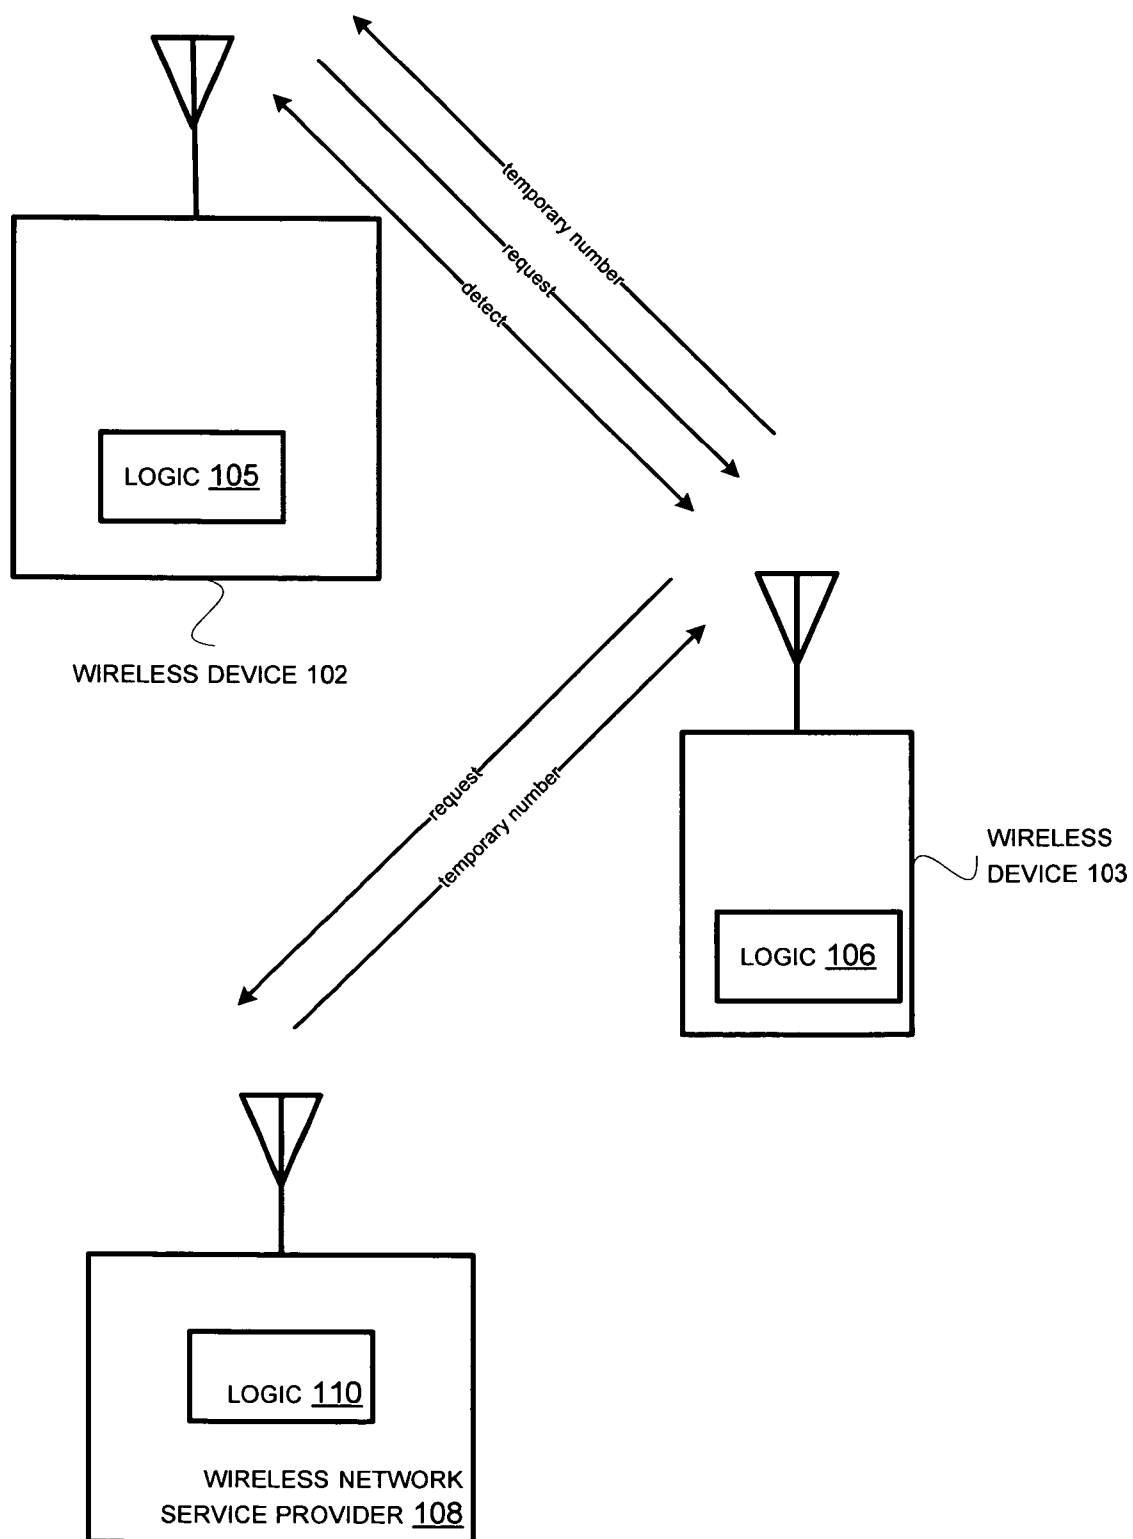 temporary number
request
detect
LOGIC 105
WIRELESS DEVICE 102
request
temporary number
WIRELESS
DEVICE 103
LOGIC 106
LOGIC 110
WIRELESS NETWORK
SERVICE PROVIDER 108